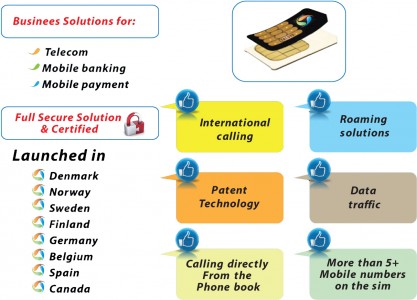 Businees Solutions for:
Telecom
Mobile banking
Mobile payment
Full Secure Solution
& Certified
Launched in
Denmark
Norway
Sweden
Finland
Germany
Belgium
Spain
Canada
International
calling
Roaming
solutions
Patent
Technology
Data
traffic
Calling directly
From the
Phone book
More than 5+
Mobile numbers
on the sim